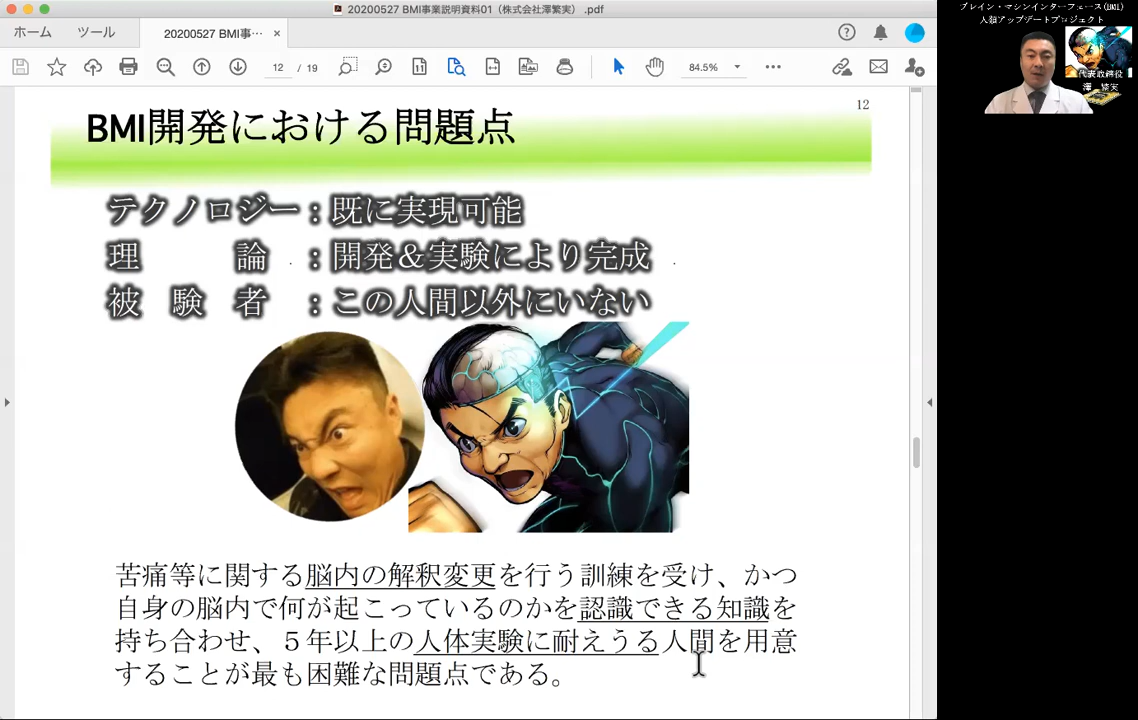 20200527 BMI事業説明資料01（株式会社澤繁実）.pdf
ホーム ツール 20200527 BMI事… ×
12 / 19 84.5%
12
BMI開発における問題点
テクノロジー：既に実現可能
理論：開発＆実験により完成
被験者：この人間以外にいない
苦痛等に関する脳内の解釈変更を行う訓練を受け、かつ
自身の脳内で何が起こっているのかを認識できる知識を
持ち合わせ、５年以上の人体実験に耐えうる人間を用意
することが最も困難な問題点である。
ブレイン・マシンインターフェース(BMI)
人類アップデートプロジェクト
代表取締役
澤 繁実